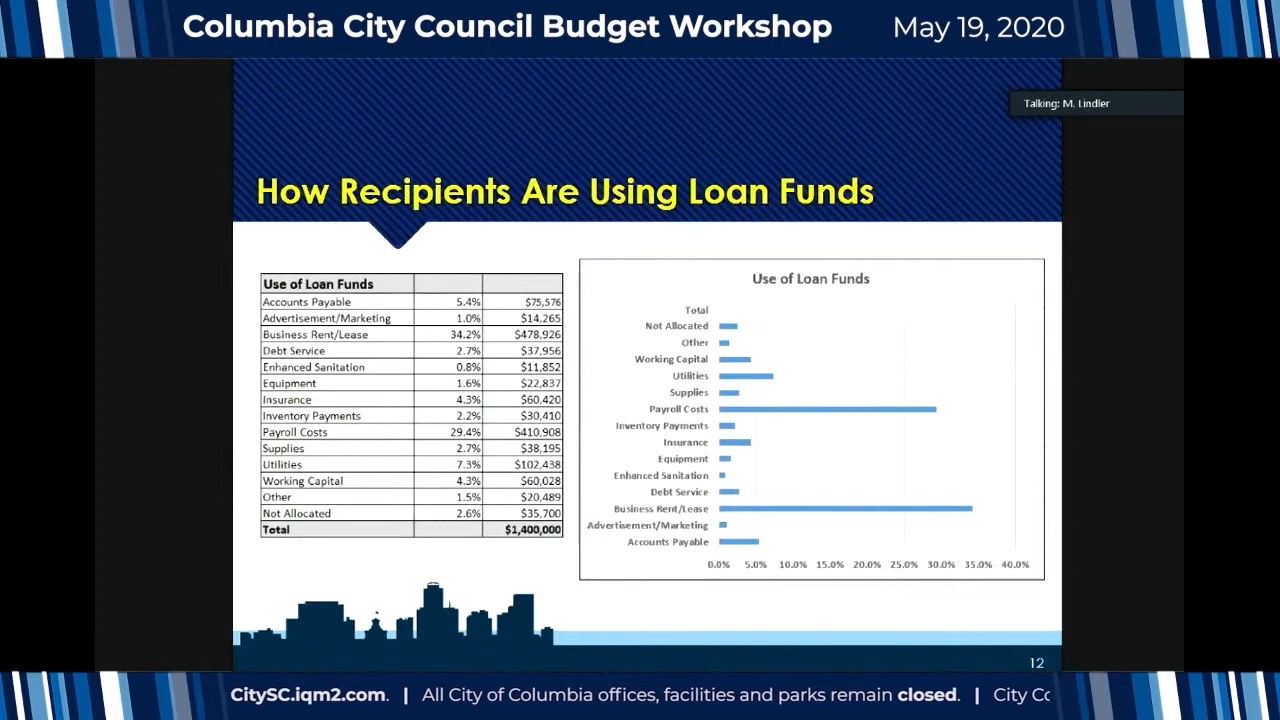 Columbia City Council Budget Workshop May 19, 2020
Talking: M. Lindler
How Recipients Are Using Loan Funds
Use of Loan Funds
Accounts Payable 5.4% $75,576
Advertisement/Marketing 1.0% $14,265
Business Rent/Lease 34.2% $478,926
Debt Service 2.7% $37,956
Enhanced Sanitation 0.8% $11,852
Equipment 1.6% $22,837
Insurance 4.3% $60,420
Inventory Payments 2.2% $30,410
Payroll Costs 29.4% $410,908
Supplies 2.7% $38,195
Utilities 7.3% $102,438
Working Capital 4.3% $60,028
Other 1.5% $20,489
Not Allocated 2.6% $35,700
Total $1,400,000
Use of Loan Funds
Total
Not Allocated
Other
Working Capital
Utilities
Supplies
Payroll Costs
Inventory Payments
Insurance
Equipment
Enhanced Sanitation
Debt Service
Business Rent/Lease
Advertisement/Marketing
Accounts Payable
0.0% 5.0% 10.0% 15.0% 20.0% 25.0% 30.0% 35.0% 40.0%
12
CitySC.iqm2.com. | All City of Columbia offices, facilities and parks remain closed. | City Co